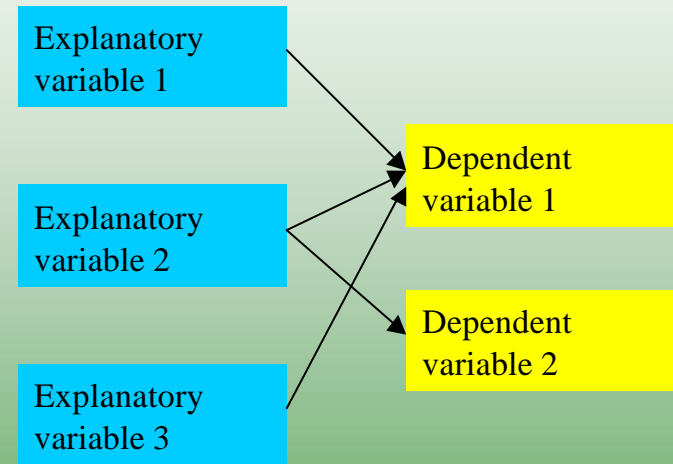 Explanatory
variable 1
Dependent
variable 1
Explanatory
variable 2
Dependent
variable 2
Explanatory
variable 3